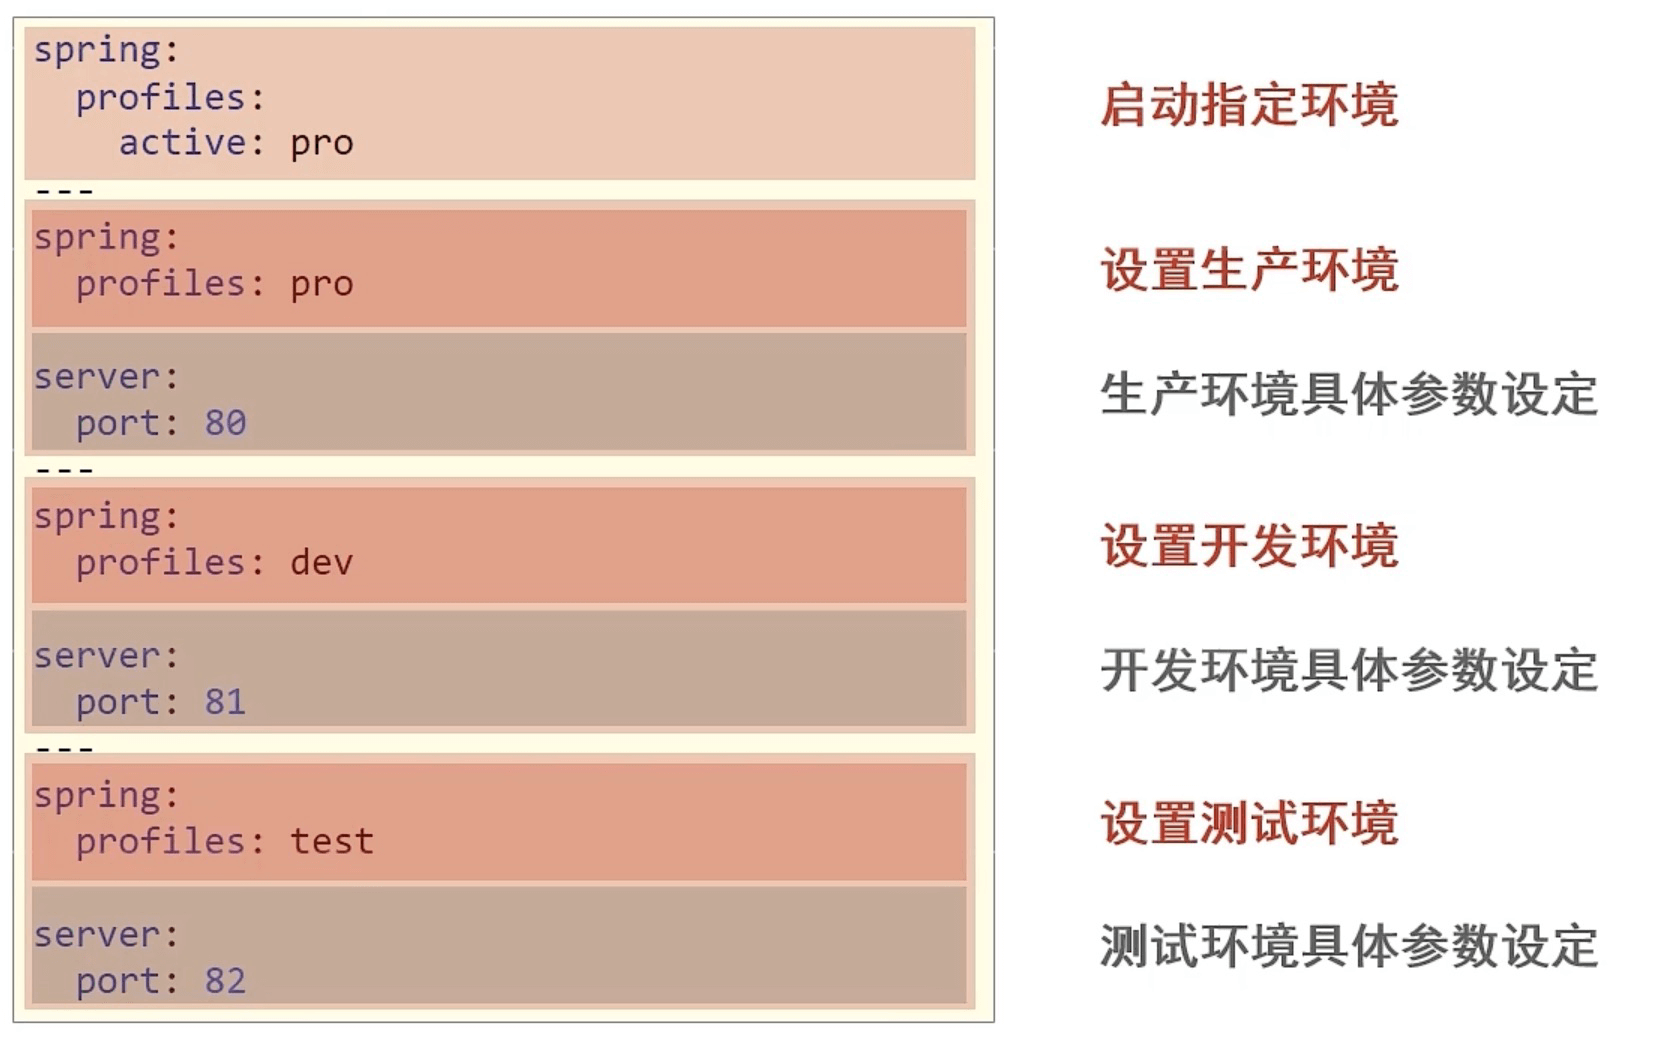 spring:
  profiles:
    active: pro
启动指定环境
---
spring:
  profiles: pro
设置生产环境
server:
  port: 80
生产环境具体参数设定
---
spring:
  profiles: dev
设置开发环境
server:
  port: 81
开发环境具体参数设定
---
spring:
  profiles: test
设置测试环境
server:
  port: 82
测试环境具体参数设定